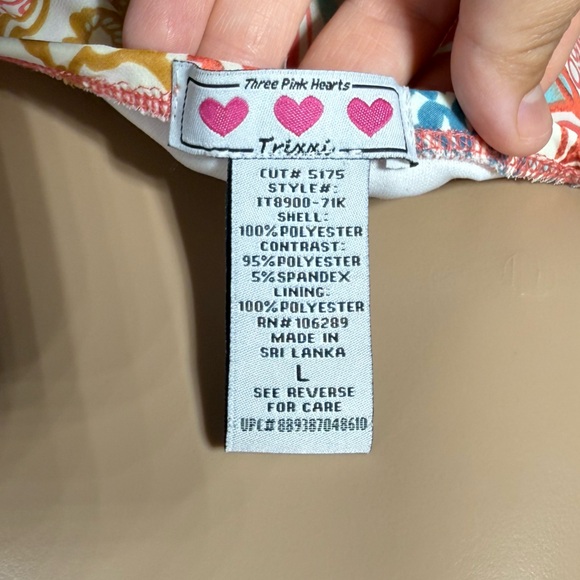 Three Pink Hearts
Trixxi
CUT# 5175
STYLE#:
IT8900-71K
SHELL:
100%POLYESTER
CONTRAST:
95%POLYESTER
5%SPANDEX
LINING:
100%POLYESTER
RN# 106289
MADE IN
SRI LANKA
L
SEE REVERSE
FOR CARE
UPC# 889387048610